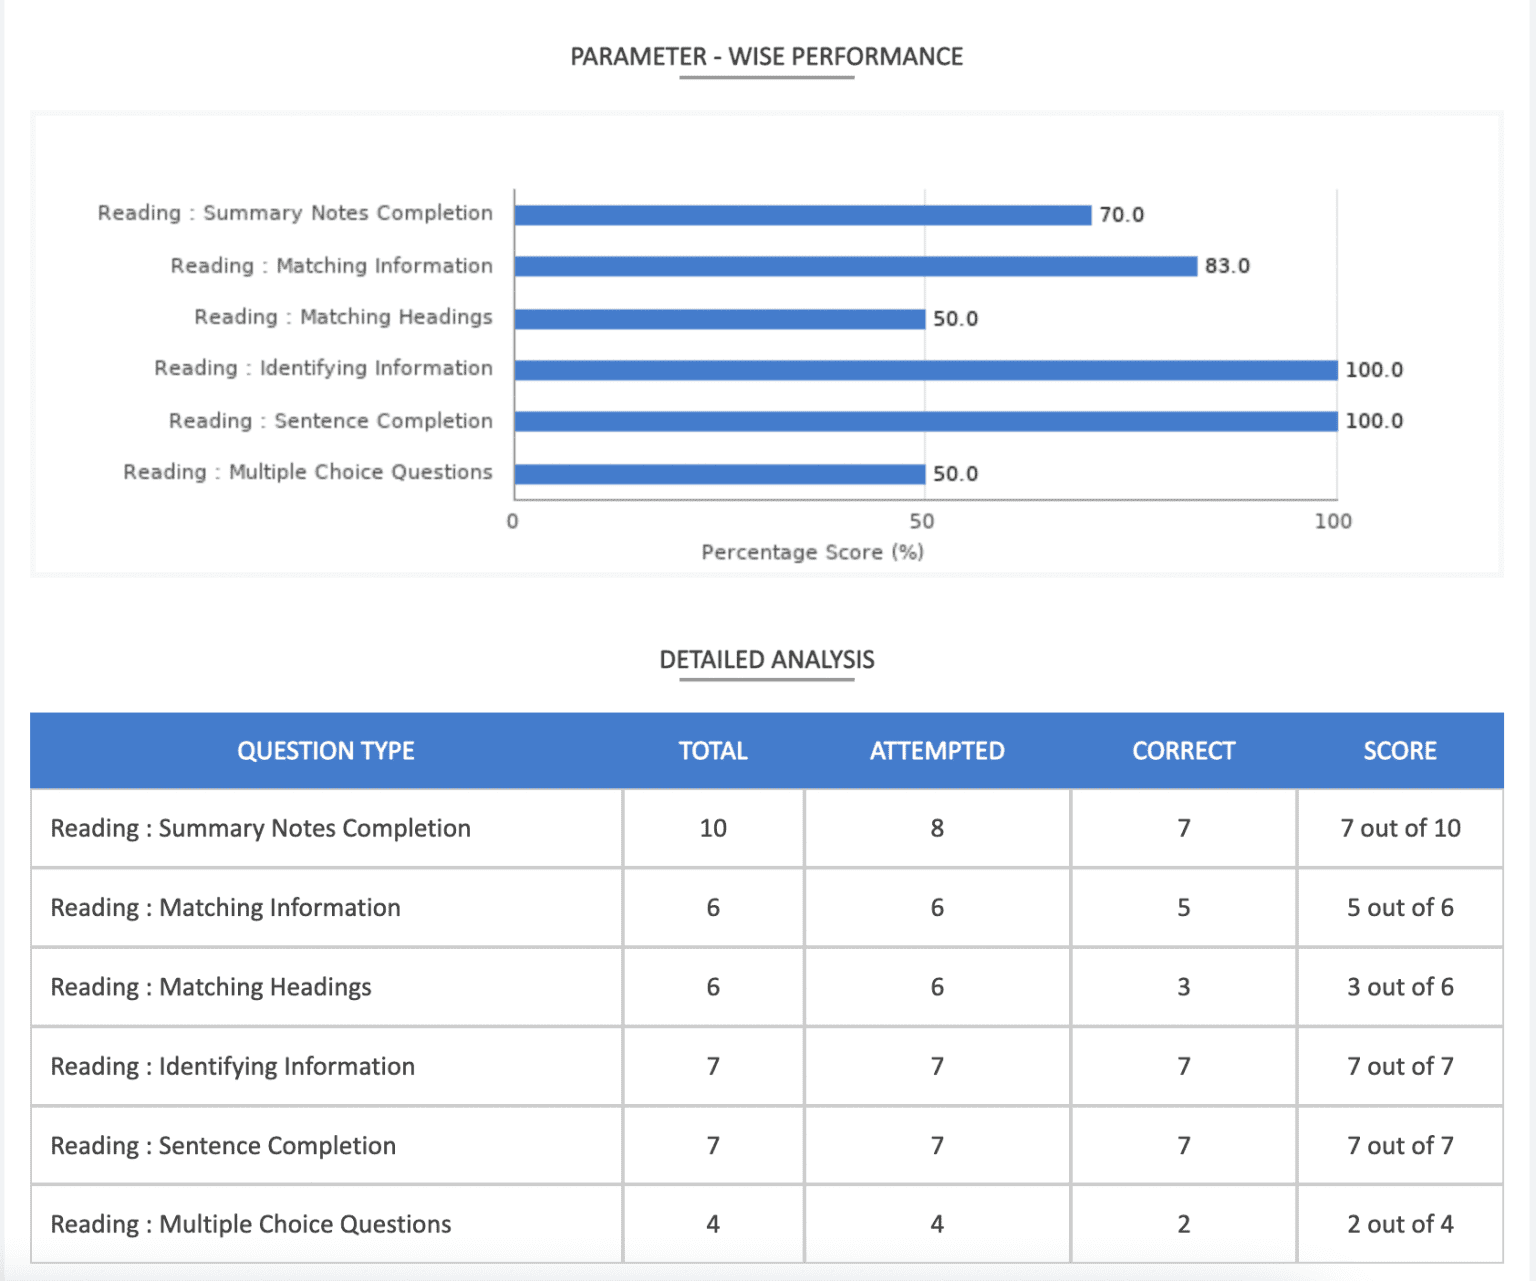 PARAMETER - WISE PERFORMANCE
Reading : Summary Notes Completion 70.0
Reading : Matching Information 83.0
Reading : Matching Headings 50.0
Reading : Identifying Information 100.0
Reading : Sentence Completion 100.0
Reading : Multiple Choice Questions 50.0
0 50 100
Percentage Score (%)
DETAILED ANALYSIS
QUESTION TYPE TOTAL ATTEMPTED CORRECT SCORE
Reading : Summary Notes Completion 10 8 7 7 out of 10
Reading : Matching Information 6 6 5 5 out of 6
Reading : Matching Headings 6 6 3 3 out of 6
Reading : Identifying Information 7 7 7 7 out of 7
Reading : Sentence Completion 7 7 7 7 out of 7
Reading : Multiple Choice Questions 4 4 2 2 out of 4